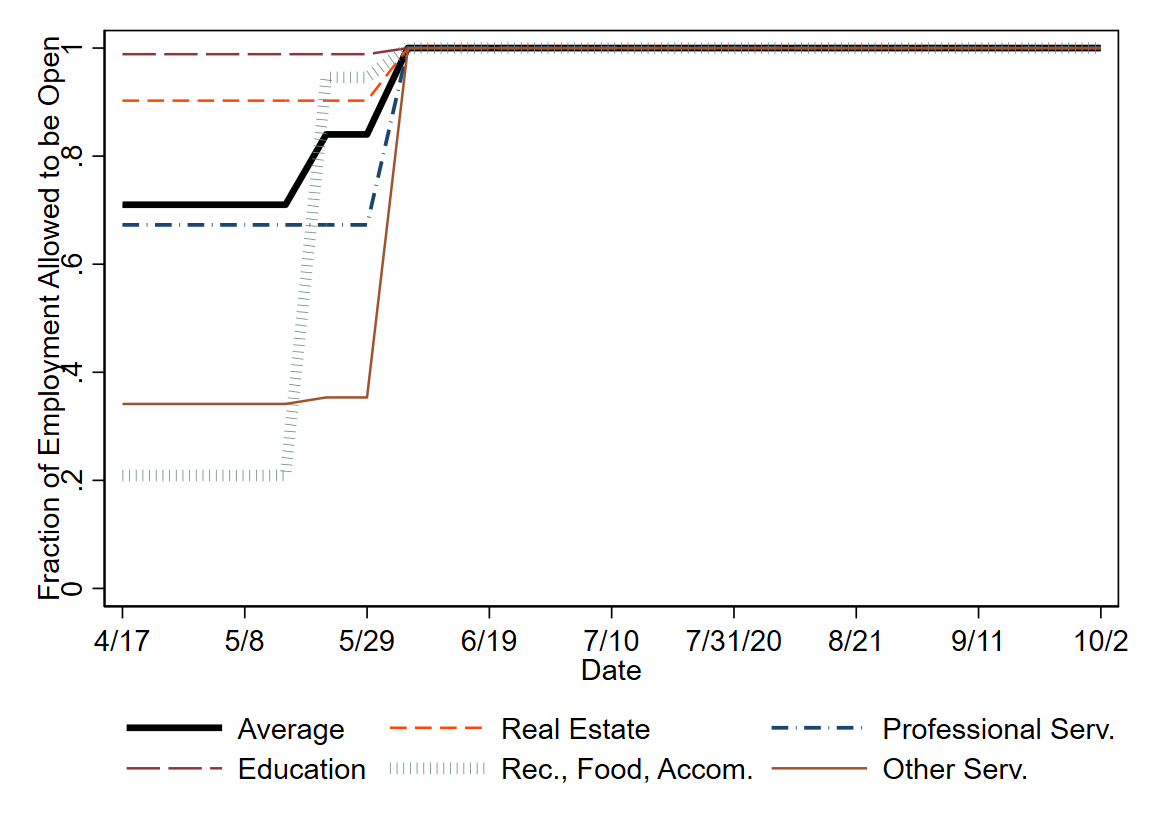 Fraction of Employment Allowed to be Open
1
.8
.6
.4
.2
0
4/17 5/8 5/29 6/19 7/10 7/31/20 8/21 9/11 10/2
Date
Average Real Estate Professional Serv.
Education Rec., Food, Accom. Other Serv.